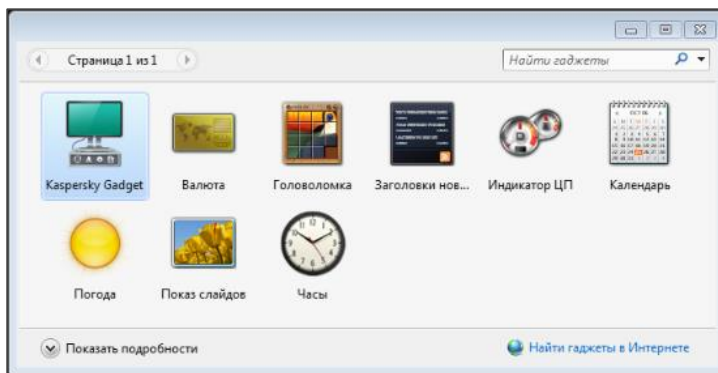 Страница 1 из 1
Найти гаджеты
Kaspersky Gadget
Валюта
Головоломка
Заголовки нов...
Индикатор ЦП
Календарь
Погода
Показ слайдов
Часы
Показать подробности
Найти гаджеты в Интернете